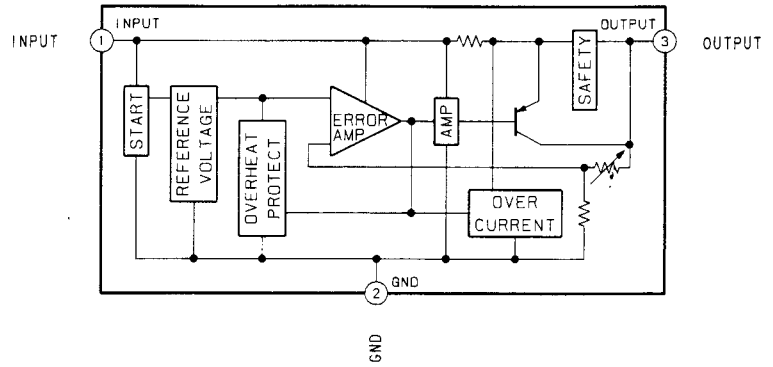 INPUT
1
INPUT
OUTPUT
3
OUTPUT
START
REFERENCE
VOLTAGE
OVERHEAT
PROTECT
ERROR
AMP
AMP
SAFETY
OVER
CURRENT
2
GND
GND